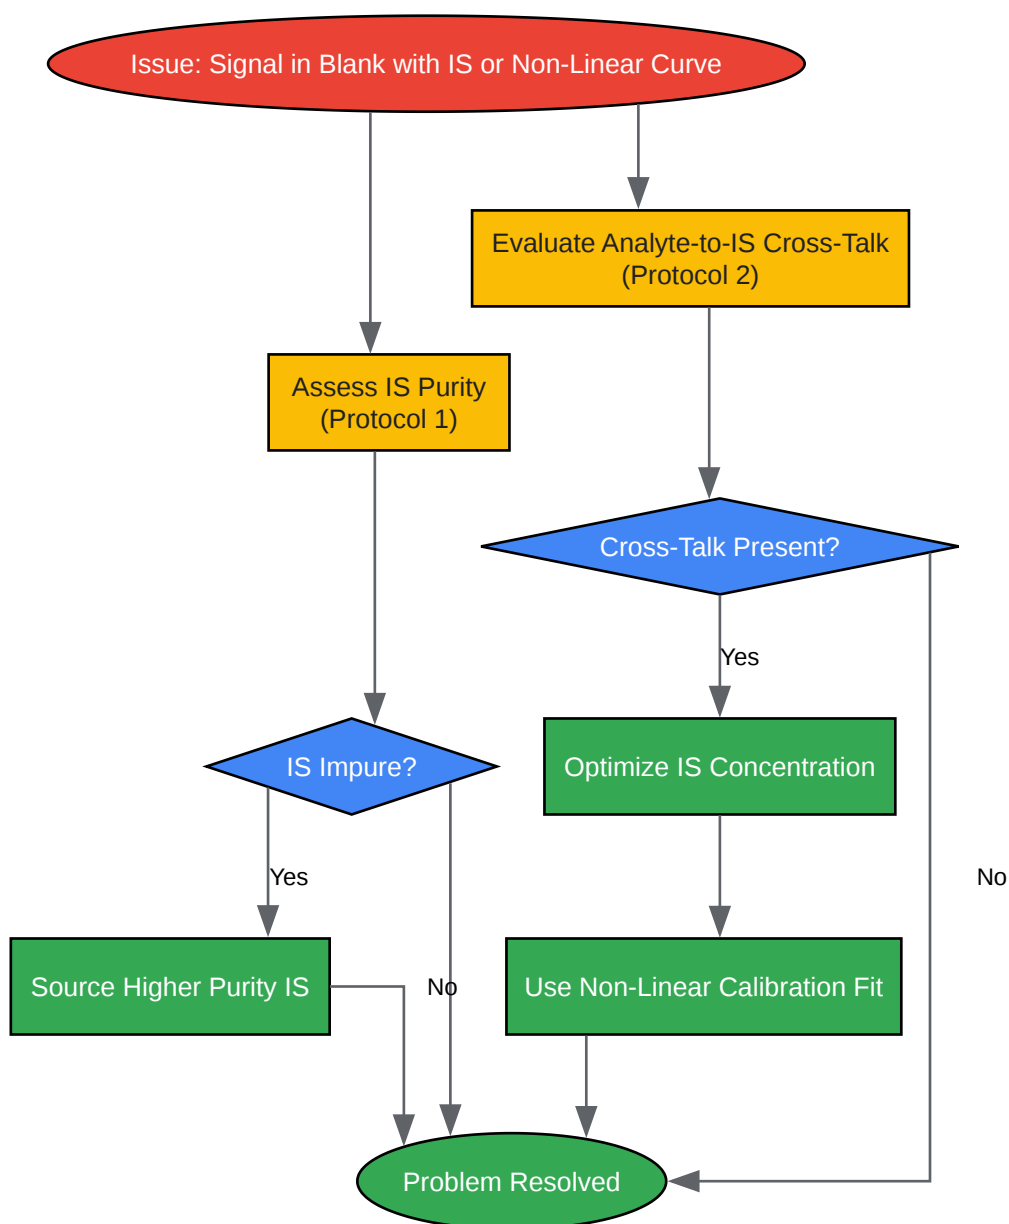 Issue: Signal in Blank with IS or Non-Linear Curve
Evaluate Analyte-to-IS Cross-Talk
(Protocol 2)
Assess IS Purity
(Protocol 1)
Cross-Talk Present?
Yes
IS Impure?
Optimize IS Concentration
Yes
No
Source Higher Purity IS
No
Use Non-Linear Calibration Fit
Problem Resolved